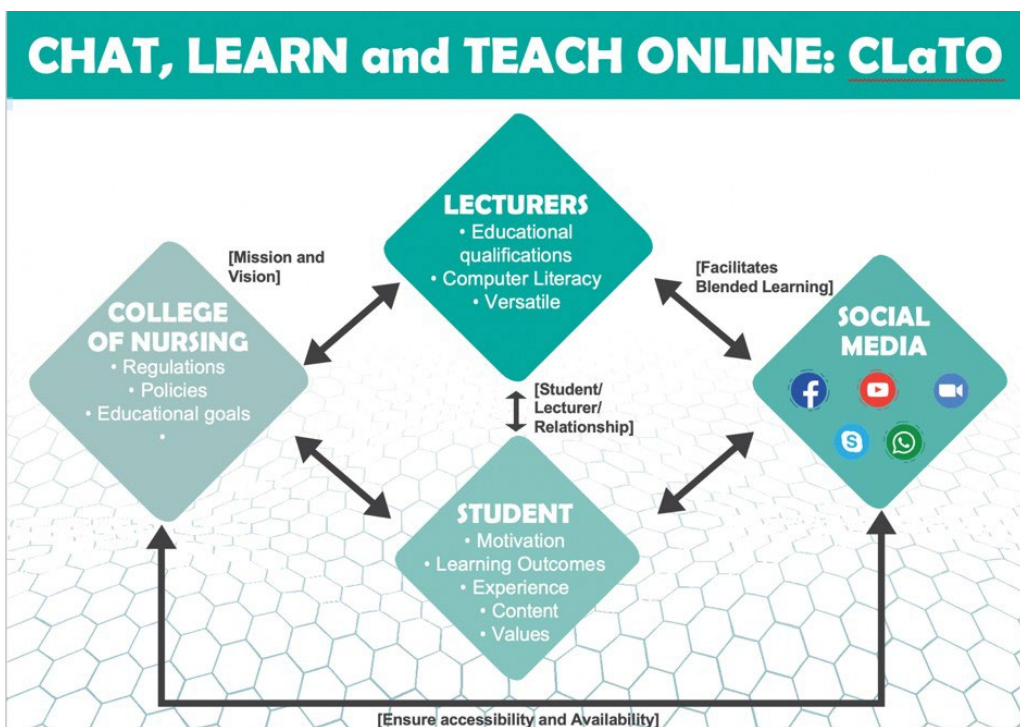 CHAT, LEARN and TEACH ONLINE: CLaTO
LECTURERS
• Educational
qualifications
• Computer Literacy
• Versatile
[Mission and
Vision]
[Facilitates
Blended Learning]
COLLEGE
OF NURSING
• Regulations
• Policies
• Educational goals
•
SOCIAL
MEDIA
[Student/
Lecturer/
Relationship]
STUDENT
• Motivation
• Learning Outcomes
• Experience
• Content
• Values
[Ensure accessibility and Availability]